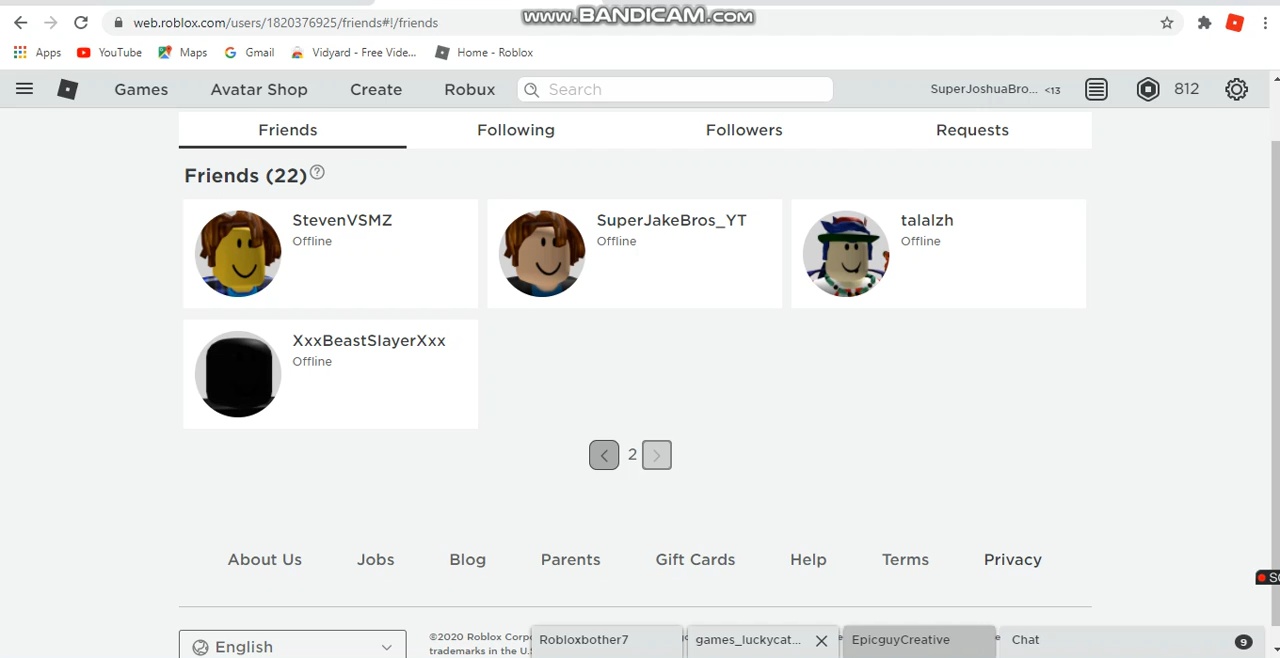 web.roblox.com/users/1820376925/friends#!/friends
www.BANDICAM.com
Apps YouTube Maps Gmail Vidyard - Free Vide... Home - Roblox
Games Avatar Shop Create Robux Search SuperJoshuaBro... <13 812
Friends Following Followers Requests
Friends (22) ?
StevenVSMZ SuperJakeBros_YT talalzh
Offline Offline Offline
XxxBeastSlayerXxx
Offline
2
About Us Jobs Blog Parents Gift Cards Help Terms Privacy
English
©2020 Roblox
trademarks in the
Robloxbother7 games_luckycat... EpicguyCreative Chat 9